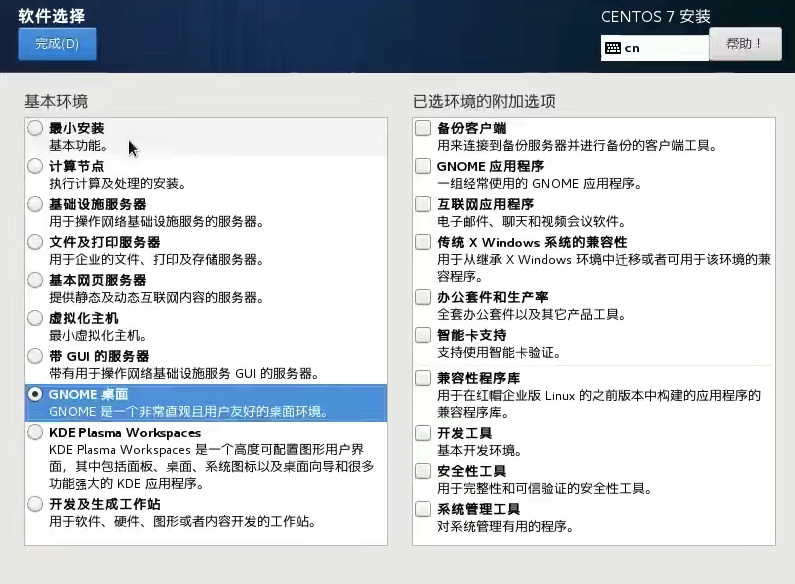 软件选择
CENTOS 7 安装
完成(D)
cn
帮助！
基本环境
已选环境的附加选项
最小安装
基本功能。
计算节点
执行计算及处理的安装。
基础设施服务器
用于操作网络基础设施服务的服务器。
文件及打印服务器
用于企业的文件、打印及存储服务器。
基本网页服务器
提供静态及动态互联网内容的服务器。
虚拟化主机
最小虚拟化主机。
带 GUI 的服务器
带有用于操作网络基础设施服务 GUI 的服务器。
GNOME 桌面
GNOME 是一个非常直观且用户友好的桌面环境。
KDE Plasma Workspaces
KDE Plasma Workspaces 是一个高度可配置图形用户界
面，其中包括面板、桌面、系统图标以及桌面向导和很多
功能强大的 KDE 应用程序。
开发及生成工作站
用于软件、硬件、图形或者内容开发的工作站。
备份客户端
用来连接到备份服务器并进行备份的客户端工具。
GNOME 应用程序
一组经常使用的 GNOME 应用程序。
互联网应用程序
电子邮件、聊天和视频会议软件。
传统 X Windows 系统的兼容性
用于从继承 X Windows 环境中迁移或者可用于该环境的兼
容程序。
办公套件和生产率
全套办公套件以及其它产品工具。
智能卡支持
支持使用智能卡验证。
兼容性程序库
用于在红帽企业版 Linux 的之前版本中构建的应用程序的
兼容程序库。
开发工具
基本开发环境。
安全性工具
用于完整性和可信验证的安全性工具。
系统管理工具
对系统管理有用的程序。